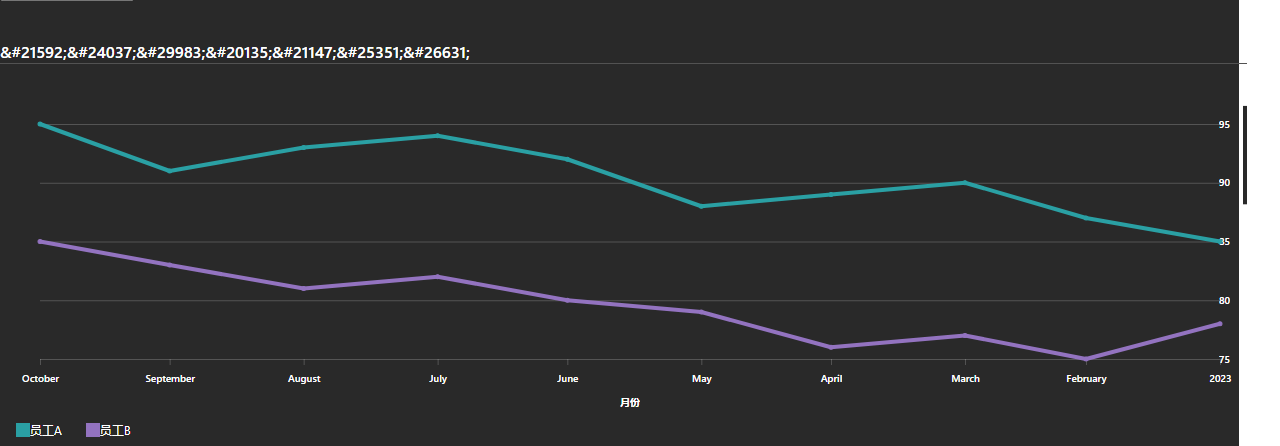 &#21592;&#24037;&#29983;&#20135;&#21147;&#25351;&#26631;
95
90
85
80
75
October September August July June May April March February 2023
月份
员工A 员工B